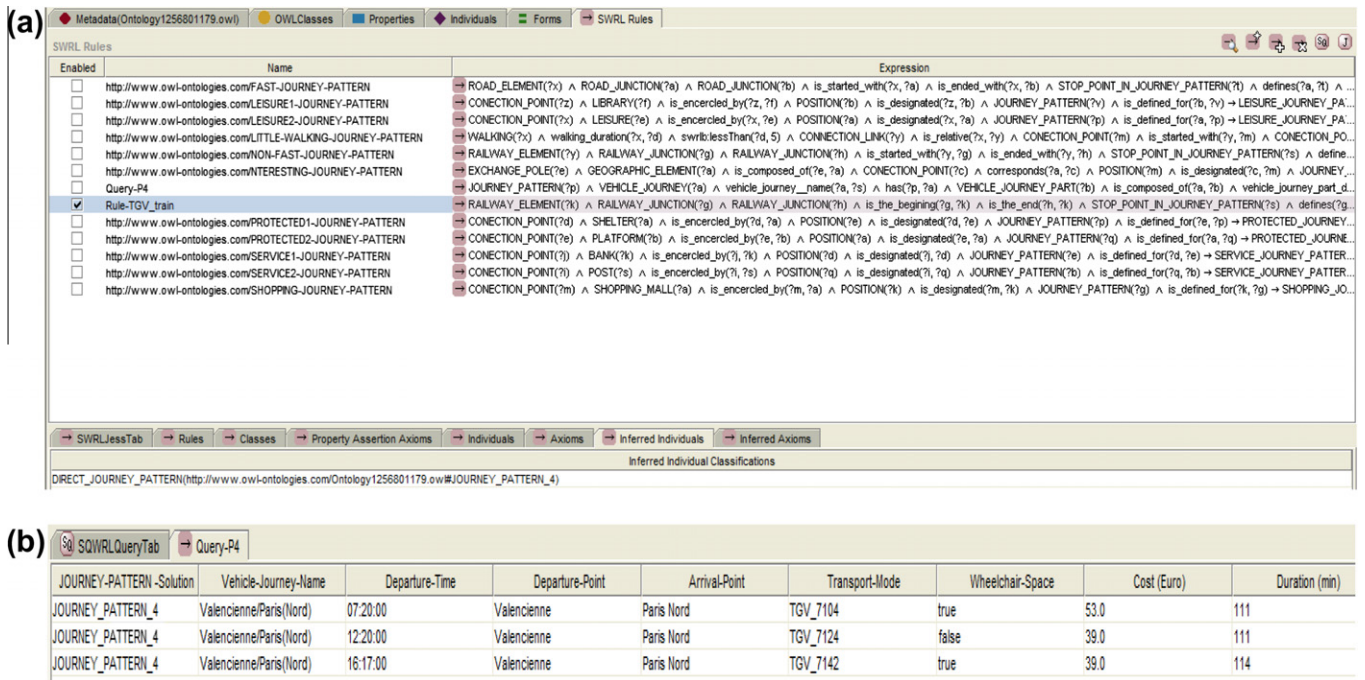 (a)
Metadata(Ontology1256801179.owl) OWLClasses Properties Individuals Forms SWRL Rules
SWRL Rules
Enabled Name Expression
http://www.owl-ontologies.com/FAST-JOURNEY-PATTERN → ROAD_ELEMENT(?x) ∧ ROAD_JUNCTION(?a) ∧ ROAD_JUNCTION(?b) ∧ is_started_with(?x, ?a) ∧ is_ended_with(?x, ?b) ∧ STOP_POINT_IN_JOURNEY_PATTERN(?t) ∧ defines(?a, ?t) ∧ ...
http://www.owl-ontologies.com/LEISURE1-JOURNEY-PATTERN → CONECTION_POINT(?z) ∧ LIBRARY(?f) ∧ is_encercled_by(?z, ?f) ∧ POSITION(?b) ∧ is_designated(?z, ?b) ∧ JOURNEY_PATTERN(?v) ∧ is_defined_for(?b, ?v) → LEISURE_JOURNEY_PA...
http://www.owl-ontologies.com/LEISURE2-JOURNEY-PATTERN → CONECTION_POINT(?x) ∧ LEISURE(?e) ∧ is_encercled_by(?x, ?e) ∧ POSITION(?a) ∧ is_designated(?x, ?a) ∧ JOURNEY_PATTERN(?p) ∧ is_defined_for(?a, ?p) → LEISURE_JOURNEY_PA...
http://www.owl-ontologies.com/LITTLE-WALKING-JOURNEY-PATTERN → WALKING(?x) ∧ walking_duration(?x, ?d) ∧ swrlb:lessThan(?d, 5) ∧ CONNECTION_LINK(?y) ∧ is_relative(?x, ?y) ∧ CONECTION_POINT(?m) ∧ is_started_with(?y, ?m) ∧ CONECTION_PO...
http://www.owl-ontologies.com/NON-FAST-JOURNEY-PATTERN → RAILWAY_ELEMENT(?y) ∧ RAILWAY_JUNCTION(?g) ∧ RAILWAY_JUNCTION(?h) ∧ is_started_with(?y, ?g) ∧ is_ended_with(?y, ?h) ∧ STOP_POINT_IN_JOURNEY_PATTERN(?s) ∧ define...
http://www.owl-ontologies.com/NTERESTING-JOURNEY-PATTERN → EXCHANGE_POLE(?e) ∧ GEOGRAPHIC_ELEMENT(?a) ∧ is_composed_of(?e, ?a) ∧ CONECTION_POINT(?c) ∧ corresponds(?a, ?c) ∧ POSITION(?m) ∧ is_designated(?c, ?m) ∧ JOURNEY_...
Query-P4 → JOURNEY_PATTERN(?p) ∧ VEHICLE_JOURNEY(?a) ∧ vehicle_journey__name(?a, ?s) ∧ has(?p, ?a) ∧ VEHICLE_JOURNEY_PART(?b) ∧ is_composed_of(?a, ?b) ∧ vehicle_journey_part_d...
Rule-TGV_train → RAILWAY_ELEMENT(?k) ∧ RAILWAY_JUNCTION(?g) ∧ RAILWAY_JUNCTION(?h) ∧ is_the_begining(?g, ?k) ∧ is_the_end(?h, ?k) ∧ STOP_POINT_IN_JOURNEY_PATTERN(?s) ∧ defines(?g...
http://www.owl-ontologies.com/PROTECTED1-JOURNEY-PATTERN → CONECTION_POINT(?d) ∧ SHELTER(?a) ∧ is_encercled_by(?d, ?a) ∧ POSITION(?e) ∧ is_designated(?d, ?e) ∧ JOURNEY_PATTERN(?p) ∧ is_defined_for(?e, ?p) → PROTECTED_JOURNEY...
http://www.owl-ontologies.com/PROTECTED2-JOURNEY-PATTERN → CONECTION_POINT(?e) ∧ PLATFORM(?b) ∧ is_encercled_by(?e, ?b) ∧ POSITION(?a) ∧ is_designated(?e, ?a) ∧ JOURNEY_PATTERN(?q) ∧ is_defined_for(?a, ?q) → PROTECTED_JOURNE...
http://www.owl-ontologies.com/SERVICE1-JOURNEY-PATTERN → CONECTION_POINT(?j) ∧ BANK(?k) ∧ is_encercled_by(?j, ?k) ∧ POSITION(?d) ∧ is_designated(?j, ?d) ∧ JOURNEY_PATTERN(?e) ∧ is_defined_for(?d, ?e) → SERVICE_JOURNEY_PATTER...
http://www.owl-ontologies.com/SERVICE2-JOURNEY-PATTERN → CONECTION_POINT(?i) ∧ POST(?s) ∧ is_encercled_by(?i, ?s) ∧ POSITION(?q) ∧ is_designated(?i, ?q) ∧ JOURNEY_PATTERN(?b) ∧ is_defined_for(?q, ?b) → SERVICE_JOURNEY_PATTER...
http://www.owl-ontologies.com/SHOPPING-JOURNEY-PATTERN → CONECTION_POINT(?m) ∧ SHOPPING_MALL(?a) ∧ is_encercled_by(?m, ?a) ∧ POSITION(?k) ∧ is_designated(?m, ?k) ∧ JOURNEY_PATTERN(?g) ∧ is_defined_for(?k, ?g) → SHOPPING_JO...
→ SWRLJessTab → Rules → Classes → Property Assertion Axioms → Individuals → Axioms → Inferred Individuals → Inferred Axioms
Inferred Individual Classifications
DIRECT_JOURNEY_PATTERN(http://www.owl-ontologies.com/Ontology1256801179.owl#JOURNEY_PATTERN_4)
(b)
SQWRLQueryTab → Query-P4
JOURNEY-PATTERN -Solution Vehicle-Journey-Name Departure-Time Departure-Point Arrival-Point Transport-Mode Wheelchair-Space Cost (Euro) Duration (min)
JOURNEY_PATTERN_4 Valencienne/Paris(Nord) 07:20:00 Valencienne Paris Nord TGV_7104 true 53.0 111
JOURNEY_PATTERN_4 Valencienne/Paris(Nord) 12:20:00 Valencienne Paris Nord TGV_7124 false 39.0 111
JOURNEY_PATTERN_4 Valencienne/Paris(Nord) 16:17:00 Valencienne Paris Nord TGV_7142 true 39.0 114